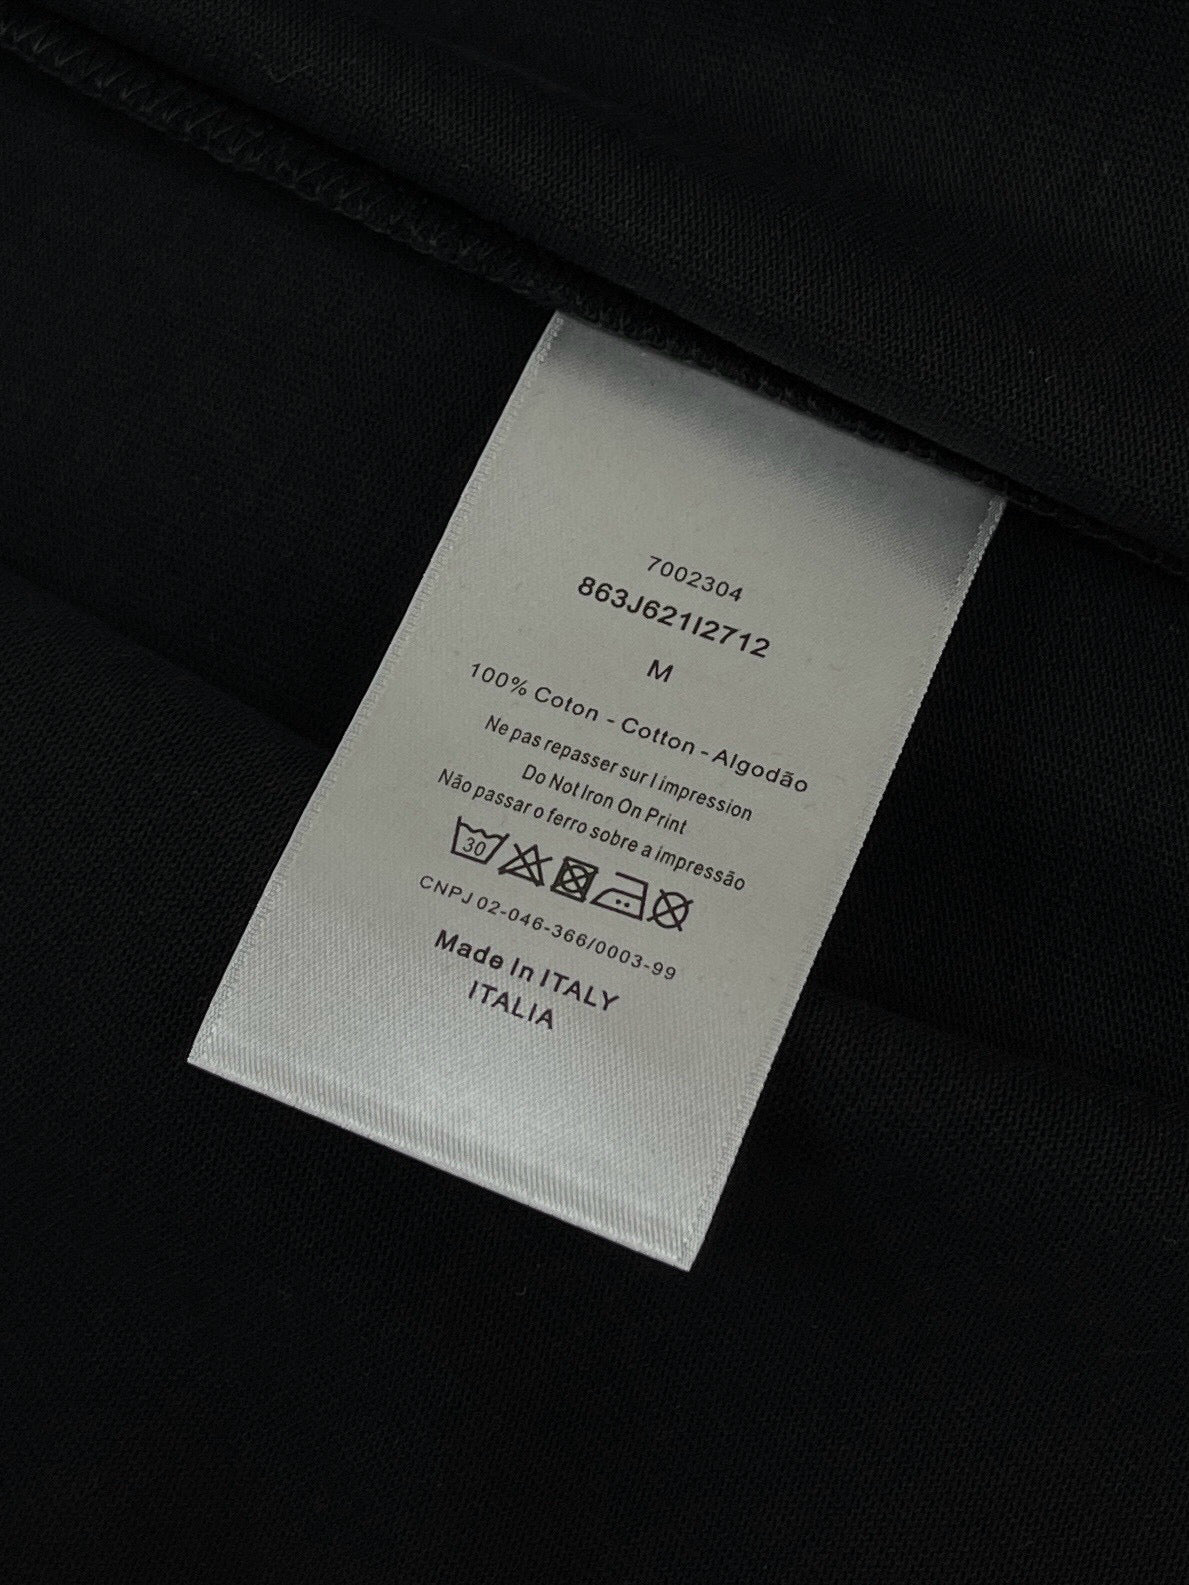 7002304
863J621I2712
M
100% Coton - Cotton - Algodão
Ne pas repasser sur l impression
Do Not Iron On Print
Não passar o ferro sobre a impressão
30
CNPJ 02-046-366/0003-99
Made In ITALY
ITALIA